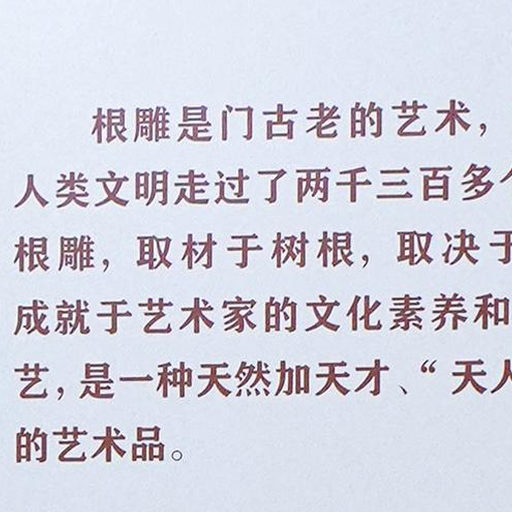 根雕是门古老的艺术，
人类文明走过了两千三百多
根雕，取材于树根，取决于
成就于艺术家的文化素养和
艺，是一种天然加天才、“天人
的艺术品。